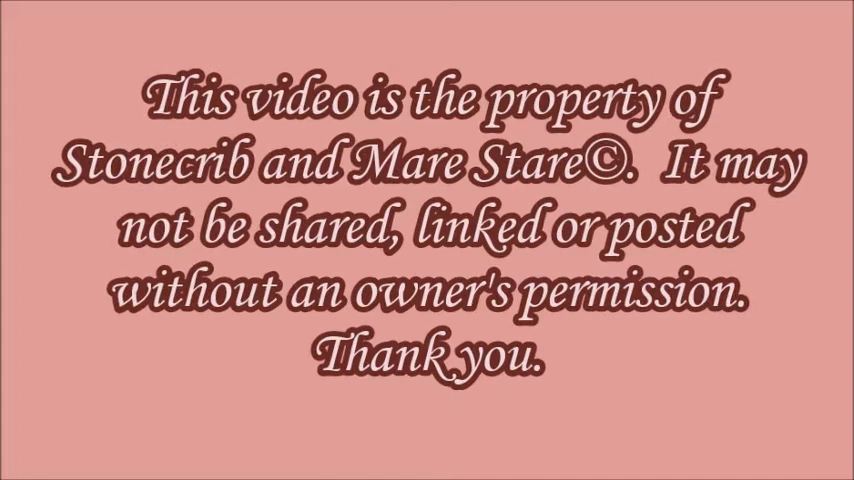 This video is the property of
Stonecrib and Mare Stare©. It may
not be shared, linked or posted
without an owner's permission.
Thank you.